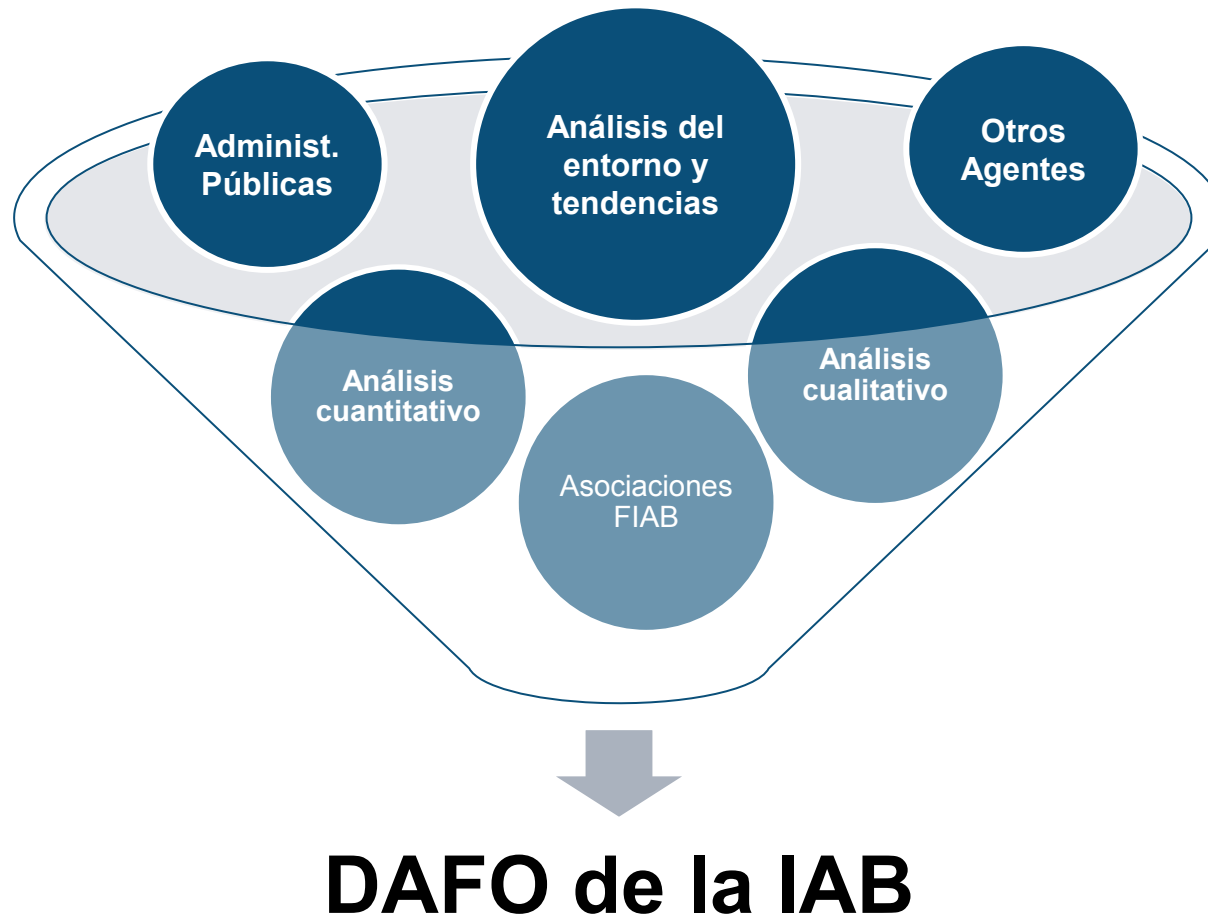 Administ.
Públicas
Análisis del
entorno y
tendencias
Otros
Agentes
Análisis
cuantitativo
Análisis
cualitativo
Asociaciones
FIAB
DAFO de la IAB